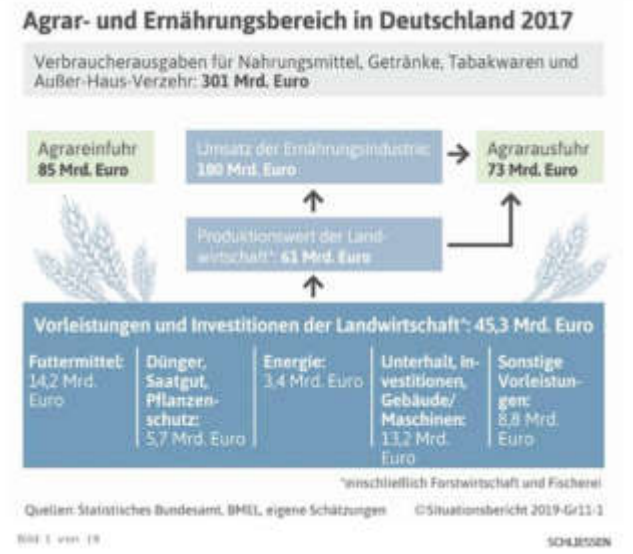 Agrar- und Ernährungsbereich in Deutschland 2017
Verbraucherausgaben für Nahrungsmittel, Getränke, Tabakwaren und
Außer-Haus-Verzehr: 301 Mrd. Euro
Agrareinfuhr
85 Mrd. Euro
Umsatz der Ernährungsindustrie:
180 Mrd. Euro
Agrarausfuhr
73 Mrd. Euro
Produktionswert der Land-
wirtschaft*: 61 Mrd. Euro
Vorleistungen und Investitionen der Landwirtschaft*: 45,3 Mrd. Euro
Futtermittel:
14,2 Mrd.
Euro
Dünger,
Saatgut,
Pflanzen-
schutz:
5,7 Mrd. Euro
Energie:
3,4 Mrd. Euro
Unterhalt, In-
vestitionen,
Gebäude/
Maschinen:
13,2 Mrd.
Euro
Sonstige
Vorleistun-
gen:
8,8 Mrd.
Euro
*einschließlich Forstwirtschaft und Fischerei
Quellen: Statistisches Bundesamt, BMEL, eigene Schätzungen
©Situationsbericht 2019-Gr11-1
Bild 1 von 19
SCHLIESSEN